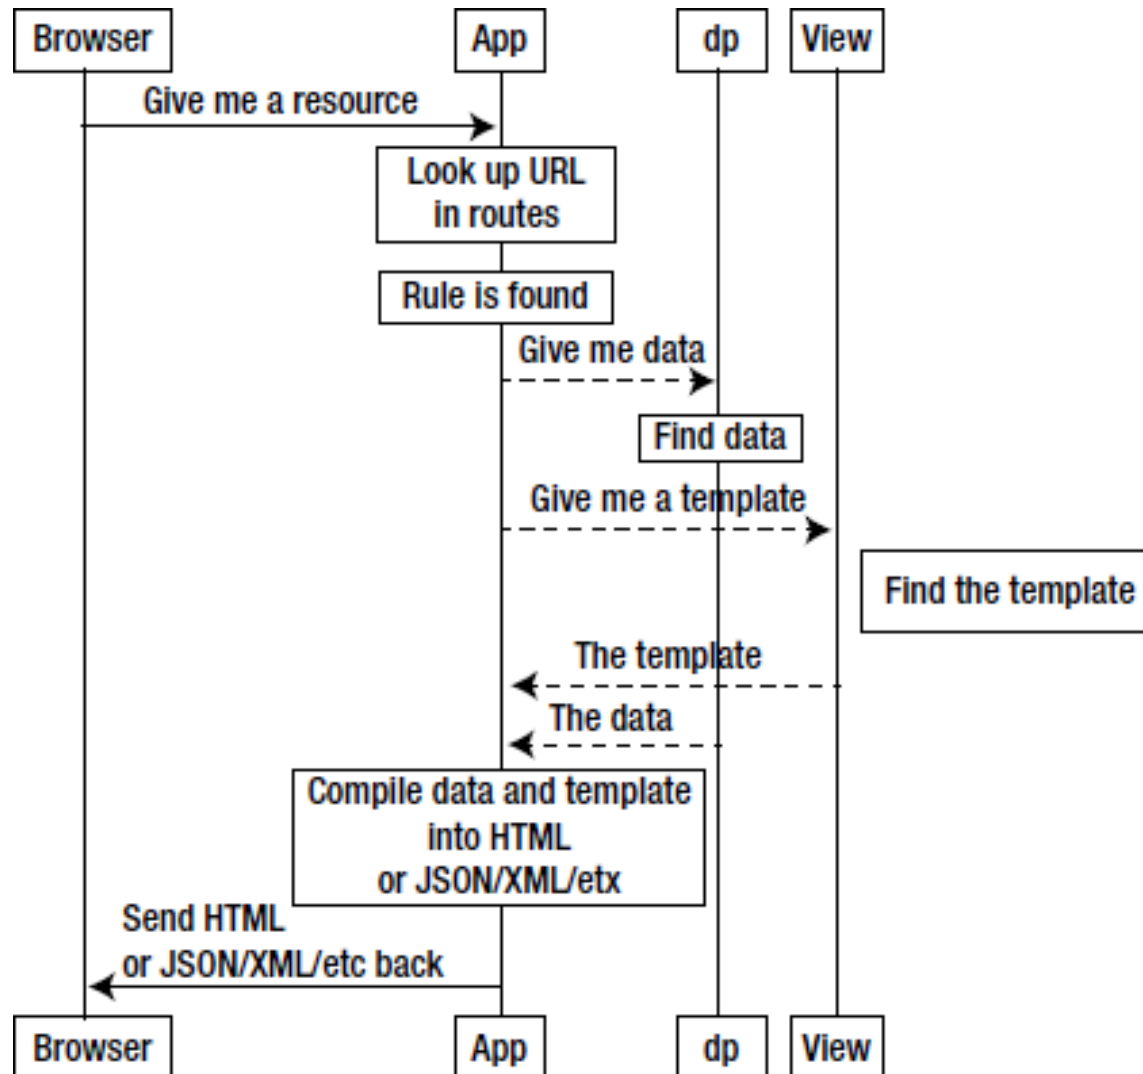 Browser
App
dp
View
Give me a resource
Look up URL
in routes
Rule is found
Give me data
Find data
Give me a template
Find the template
The template
The data
Compile data and template
into HTML
or JSON/XML/etx
Send HTML
or JSON/XML/etc back
Browser
App
dp
View